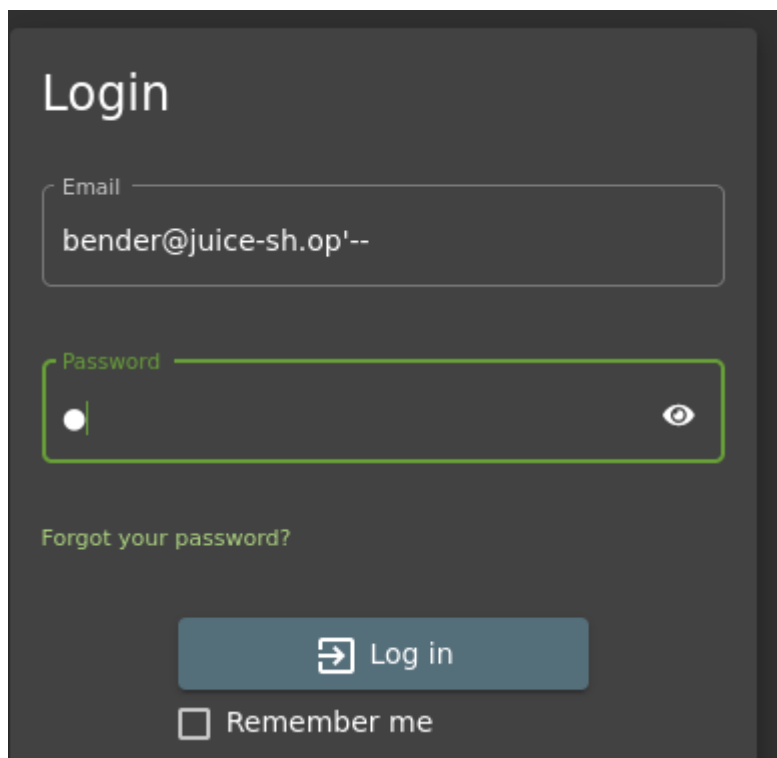 Login
Email
bender@juice-sh.op'--
Password
Forgot your password?
Log in
Remember me